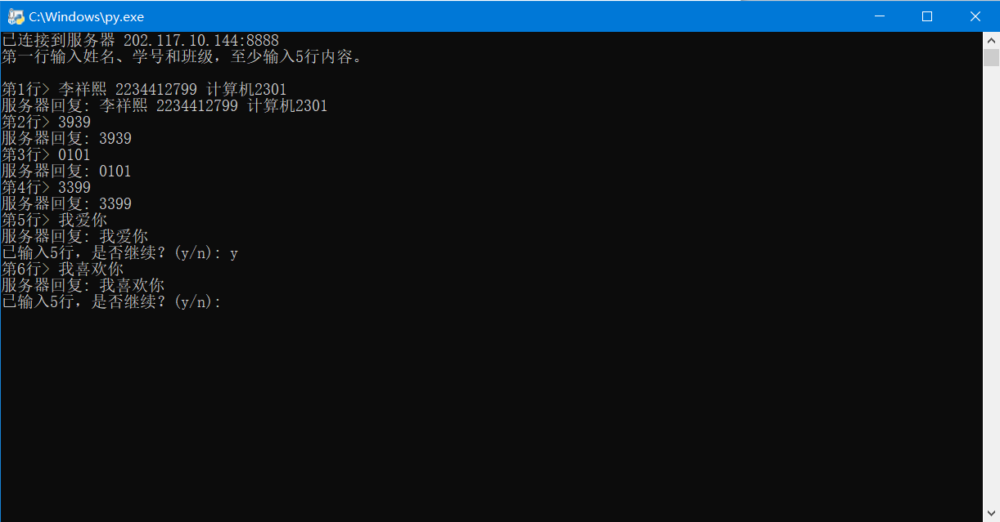 C:\Windows\py.exe
已连接到服务器 202.117.10.144:8888
第一行输入姓名、学号和班级，至少输入5行内容。
第1行> 李祥熙 2234412799 计算机2301
服务器回复: 李祥熙 2234412799 计算机2301
第2行> 3939
服务器回复: 3939
第3行> 0101
服务器回复: 0101
第4行> 3399
服务器回复: 3399
第5行> 我爱你
服务器回复: 我爱你
已输入5行，是否继续？(y/n): y
第6行> 我喜欢你
服务器回复: 我喜欢你
已输入5行，是否继续？(y/n):